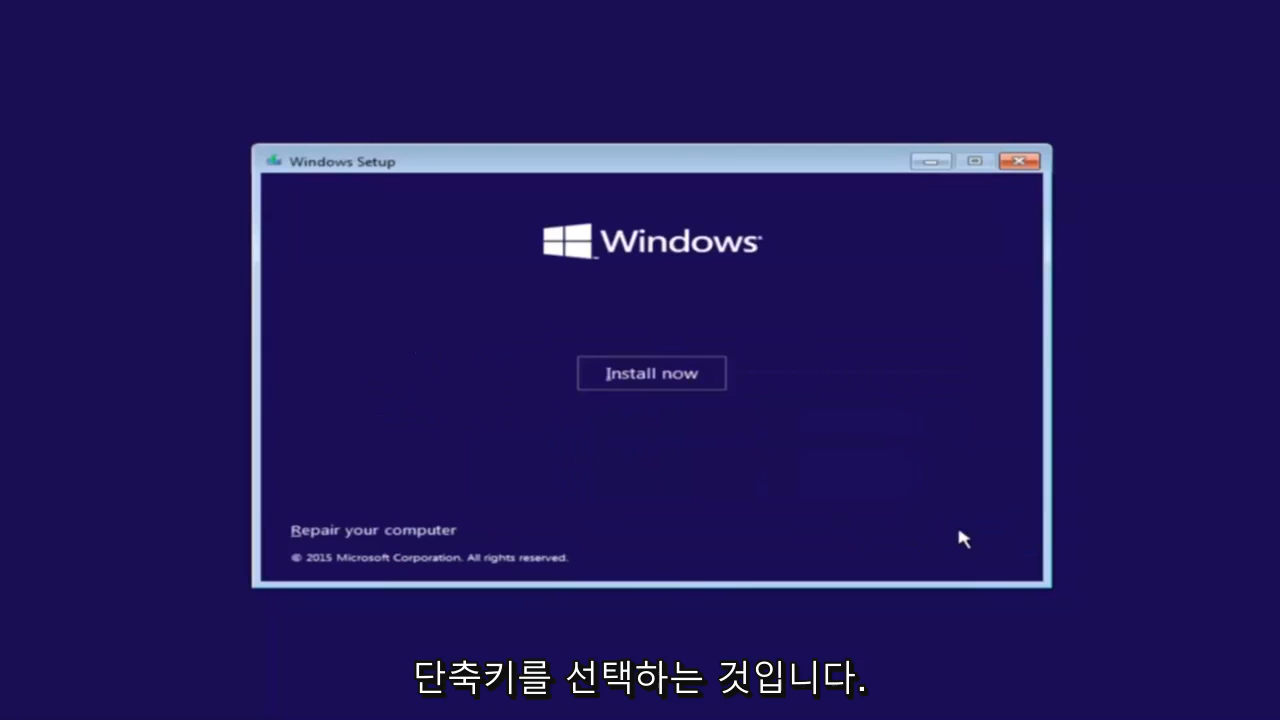 Windows Setup
Windows
Install now
Repair your computer
© 2015 Microsoft Corporation. All rights reserved.
단축키를 선택하는 것입니다.